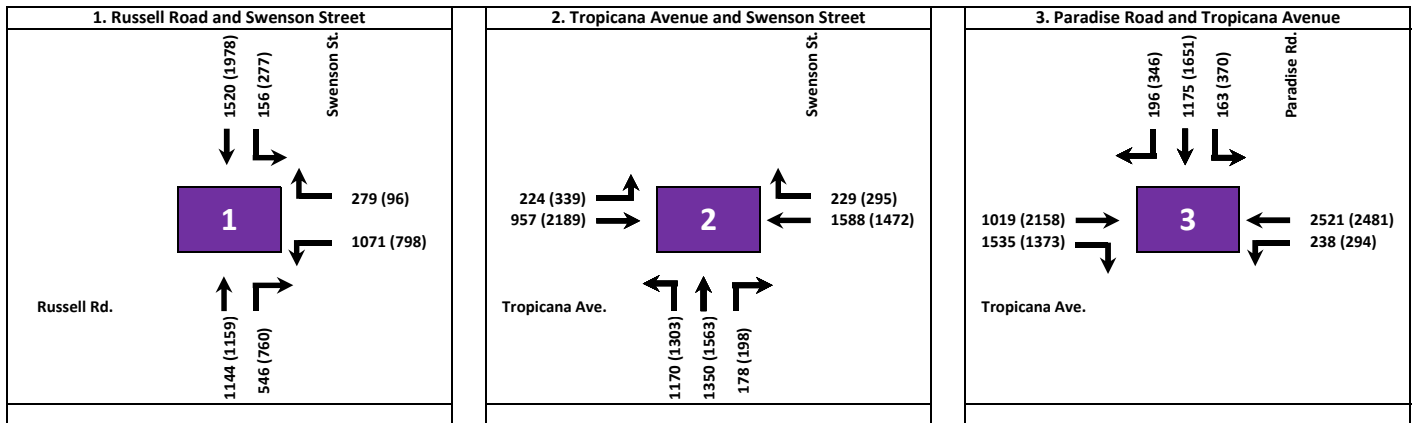 1. Russell Road and Swenson Street
1520 (1978)
156 (277)
Swenson St.
279 (96)
1
1071 (798)
Russell Rd.
1144 (1159)
546 (760)
2. Tropicana Avenue and Swenson Street
Swenson St.
224 (339)
229 (295)
957 (2189)
2
1588 (1472)
Tropicana Ave.
1170 (1303)
1350 (1563)
178 (198)
3. Paradise Road and Tropicana Avenue
196 (346)
1175 (1651)
163 (370)
Paradise Rd.
1019 (2158)
3
2521 (2481)
1535 (1373)
238 (294)
Tropicana Ave.